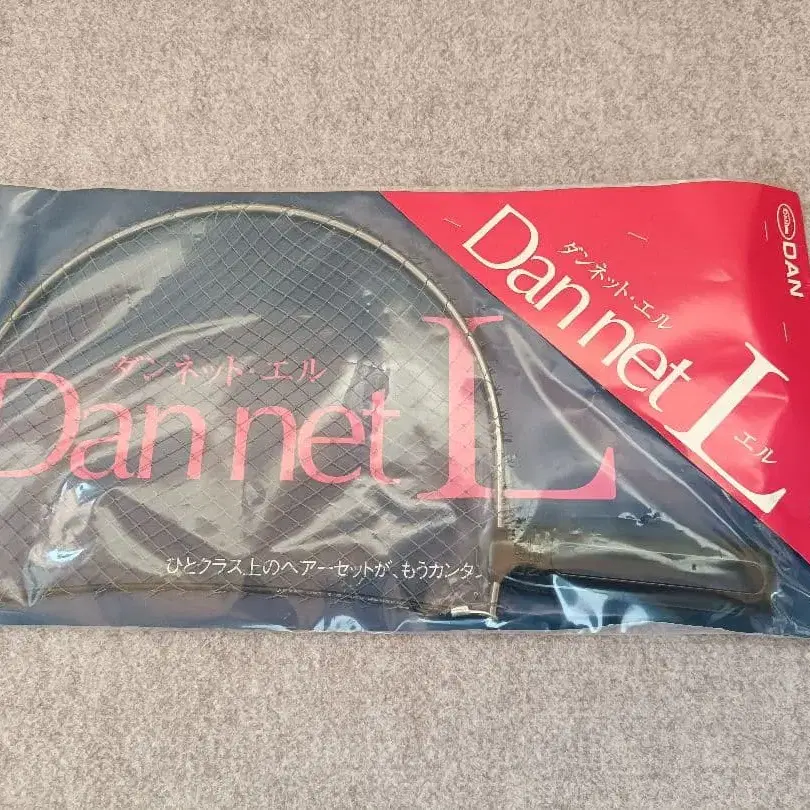 DAN
ダンネット・エル
Dan net L
エル
ダンネット・エル
Dan net L
ひとクラス上のヘアーセットが、もうカンタン